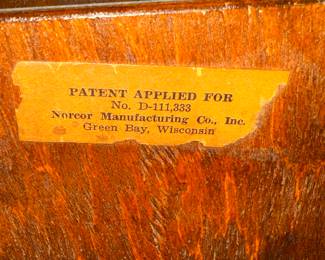 PATENT APPLIED FOR
No. D-111,333
Norcor Manufacturing Co., Inc.
Green Bay, Wisconsin